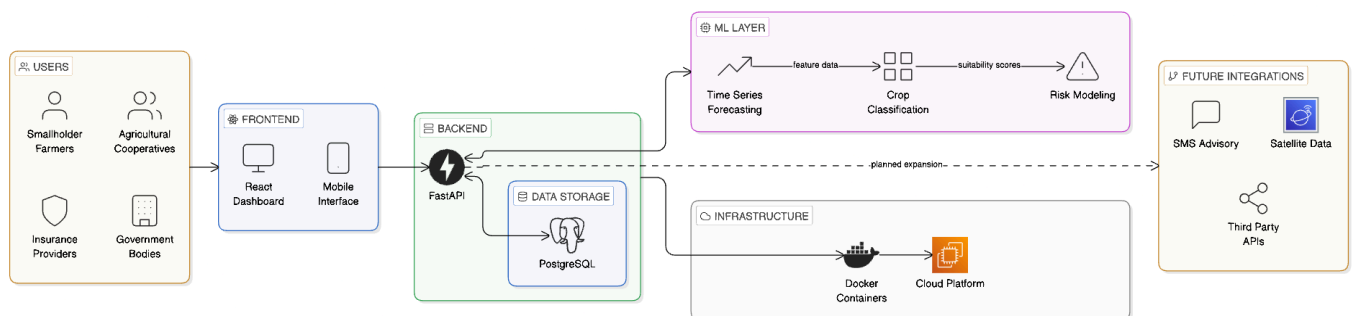 USERS
Smallholder
Farmers
Agricultural
Cooperatives
Insurance
Providers
Government
Bodies
FRONTEND
React
Dashboard
Mobile
Interface
BACKEND
FastAPI
DATA STORAGE
PostgreSQL
ML LAYER
Time Series
Forecasting
feature data
Crop
Classification
suitability scores
Risk Modeling
planned expansion
INFRASTRUCTURE
Docker
Containers
Cloud Platform
FUTURE INTEGRATIONS
SMS Advisory
Satellite Data
Third Party
APIs